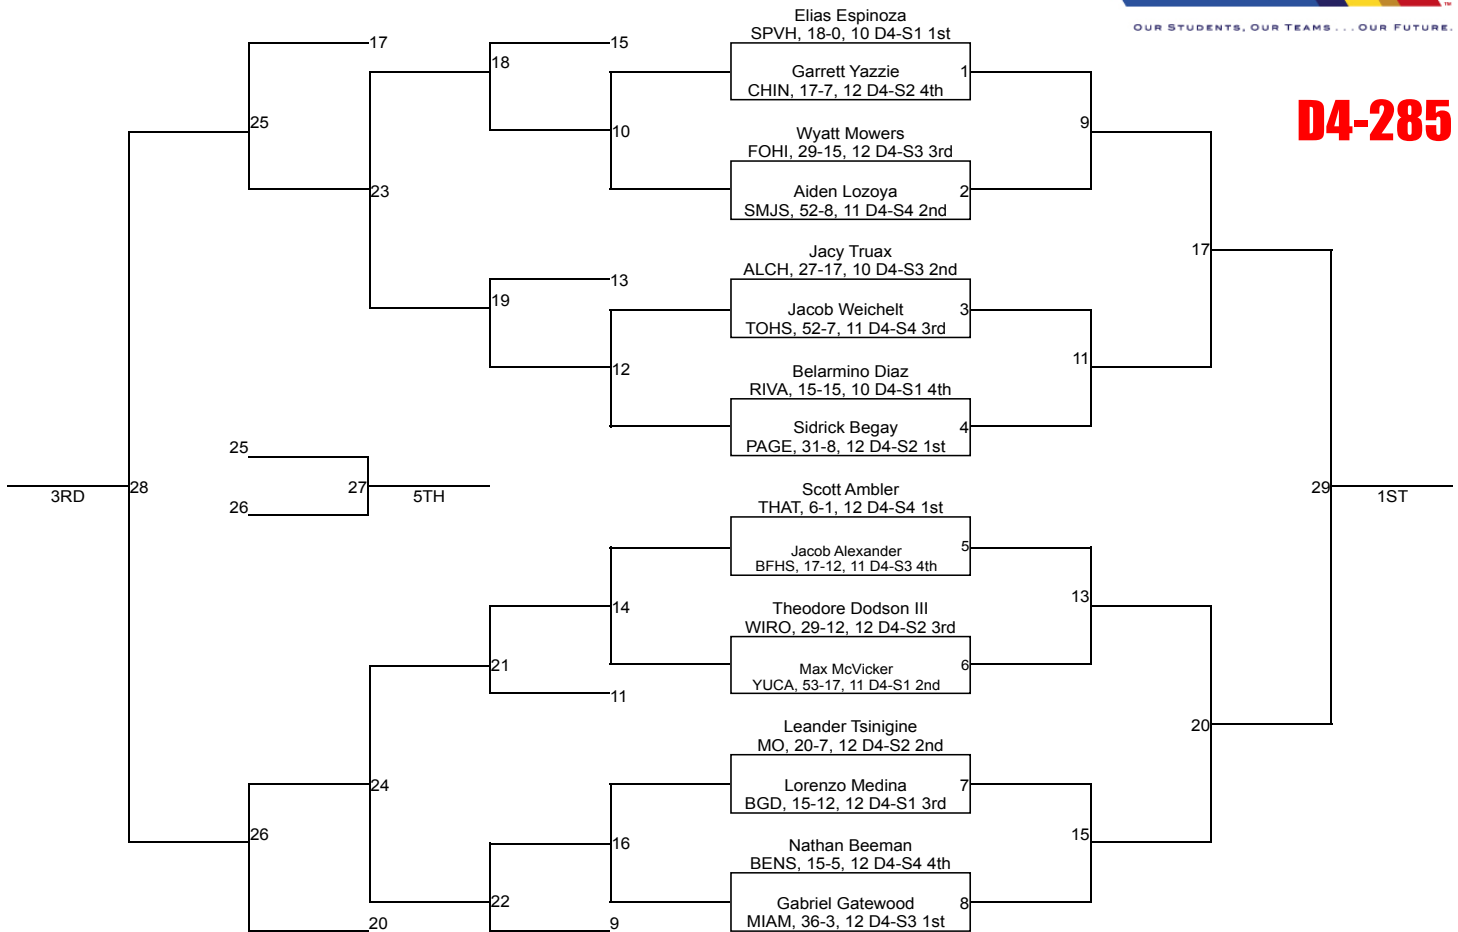 OUR STUDENTS, OUR TEAMS . . . OUR FUTURE.
D4-285
Elias Espinoza
SPVH, 18-0, 10 D4-S1 1st
17
15
18
Garrett Yazzie
1
CHIN, 17-7, 12 D4-S2 4th
25
10
9
Wyatt Mowers
FOHI, 29-15, 12 D4-S3 3rd
23
Aiden Lozoya
2
SMJS, 52-8, 11 D4-S4 2nd
17
Jacy Truax
ALCH, 27-17, 10 D4-S3 2nd
13
19
Jacob Weichelt
3
TOHS, 52-7, 11 D4-S4 3rd
12
11
Belarmino Diaz
RIVA, 15-15, 10 D4-S1 4th
Sidrick Begay
4
PAGE, 31-8, 12 D4-S2 1st
25
3RD
28
27
5TH
26
29
1ST
Scott Ambler
THAT, 6-1, 12 D4-S4 1st
Jacob Alexander
5
BFHS, 17-12, 11 D4-S3 4th
14
13
Theodore Dodson III
WIRO, 29-12, 12 D4-S2 3rd
21
Max McVicker
6
YUCA, 53-17, 11 D4-S1 2nd
11
20
Leander Tsinigine
MO, 20-7, 12 D4-S2 2nd
24
Lorenzo Medina
7
BGD, 15-12, 12 D4-S1 3rd
26
16
15
Nathan Beeman
BENS, 15-5, 12 D4-S4 4th
22
Gabriel Gatewood
8
MIAM, 36-3, 12 D4-S3 1st
20
9